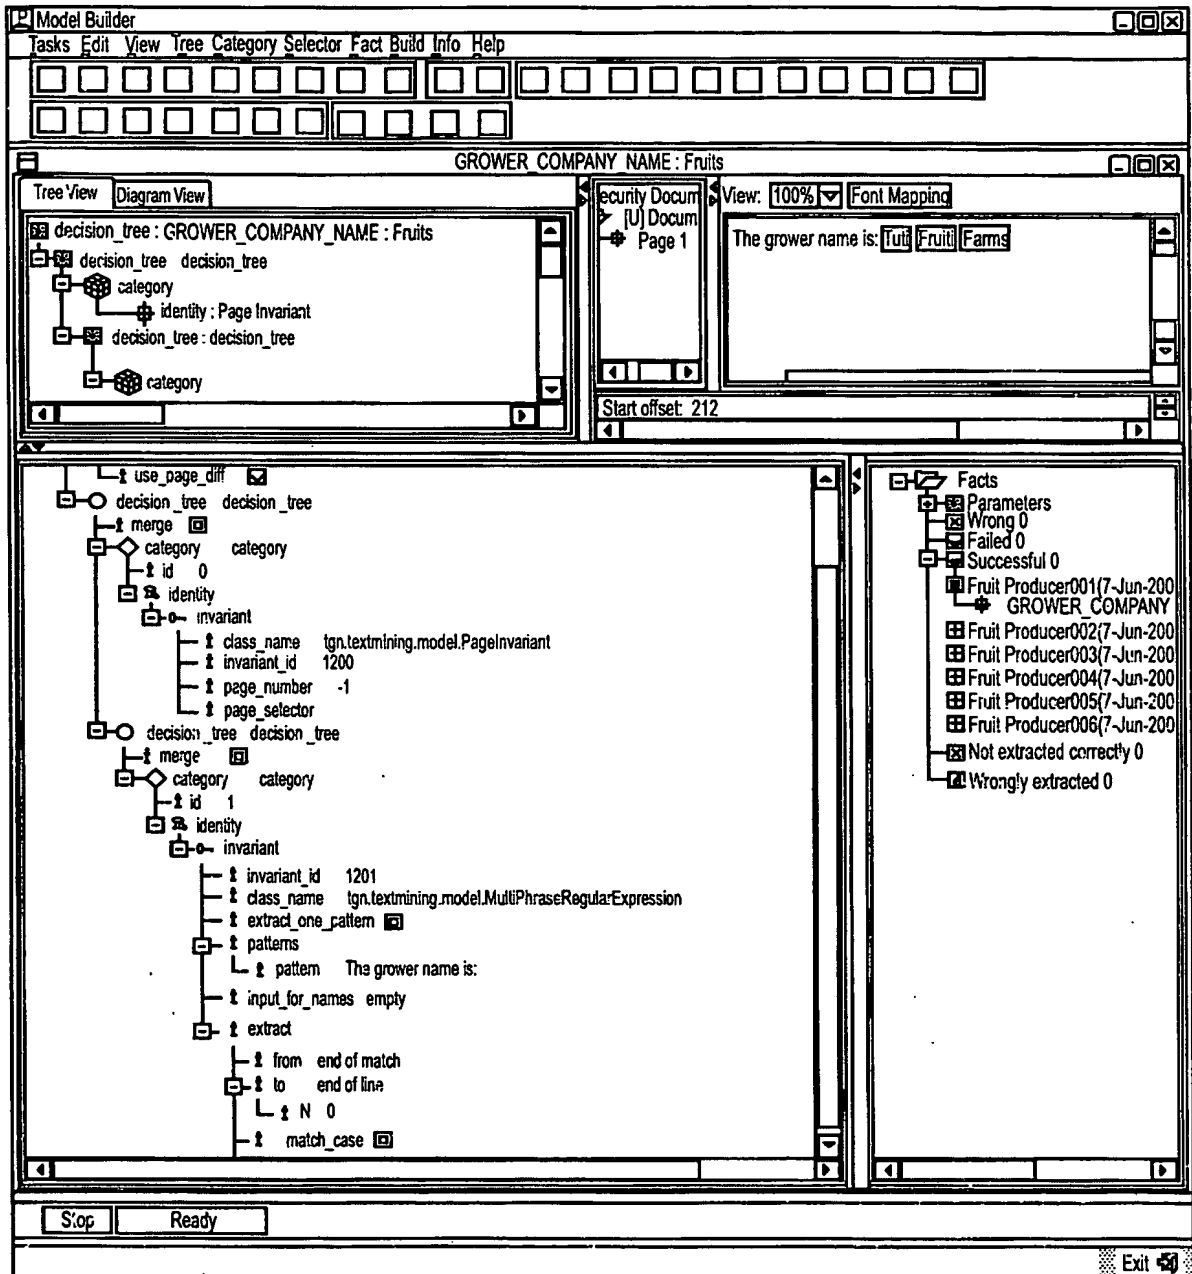 Model Builder
Tasks Edit View Tree Category Selector Fact Build Info Help
GROWER_COMPANY_NAME : Fruits
Tree View Diagram View
decision_tree : GROWER_COMPANY_NAME : Fruits
decision_tree decision_tree
category
identity : Page Invariant
decision_tree : decision_tree
category
ecurity Docum
[U] Docum
Page 1
View: 100% Font Mapping
The grower name is: Tuti Fruiti Farms
Start offset: 212
use_page_diff
decision_tree decision_tree
merge
category category
id 0
identity
invariant
class_name tgn.textmining.model.PageInvariant
invariant_id 1200
page_number -1
page_selector
decision_tree decision_tree
merge
category category
id 1
identity
invariant
invariant_id 1201
class_name tgn.textmining.model.MultiPhraseRegularExpression
extract_one_pattern
patterns
pattern The grower name is:
input_for_names empty
extract
from end of match
to end of line
N 0
match_case
Facts
Parameters
Wrong 0
Failed 0
Successful 0
Fruit Producer001(7-Jun-200
GROWER_COMPANY
Fruit Producer002(7-Jun-200
Fruit Producer003(7-Jun-200
Fruit Producer004(7-Jun-200
Fruit Producer005(7-Jun-200
Fruit Producer006(7-Jun-200
Not extracted correctly 0
Wrongly extracted 0
Stop Ready
Exit